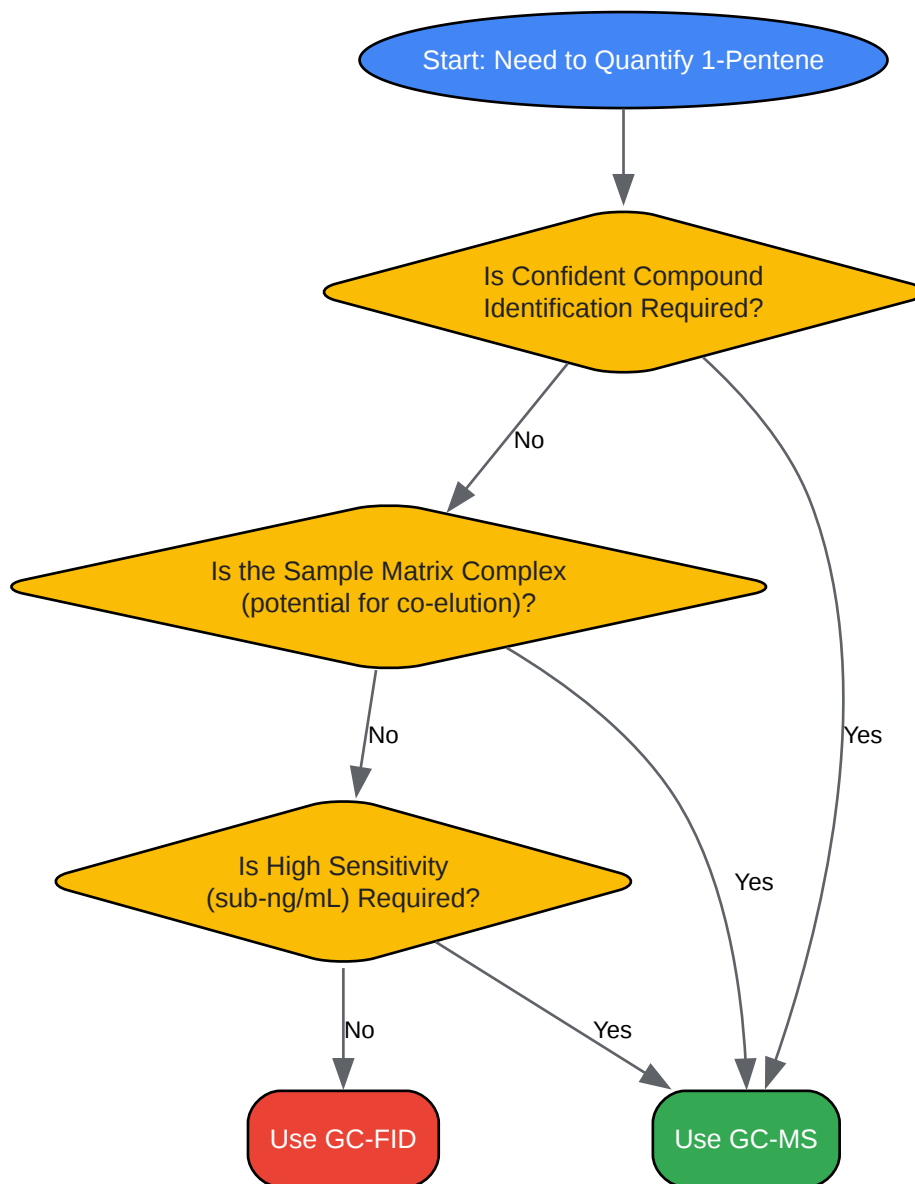 Start: Need to Quantify 1-Pentene
Is Confident Compound
Identification Required?
No
Is the Sample Matrix Complex
(potential for co-elution)?
No
Yes
Is High Sensitivity
(sub-ng/mL) Required?
Yes
No
Yes
Use GC-FID
Use GC-MS